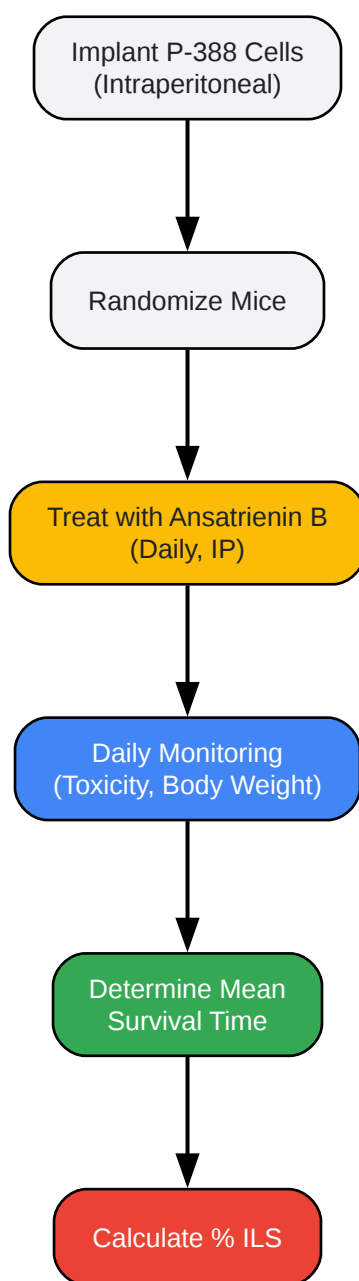 Implant P-388 Cells
(Intraperitoneal)
Randomize Mice
Treat with Ansatrienin B
(Daily, IP)
Daily Monitoring
(Toxicity, Body Weight)
Determine Mean
Survival Time
Calculate % ILS